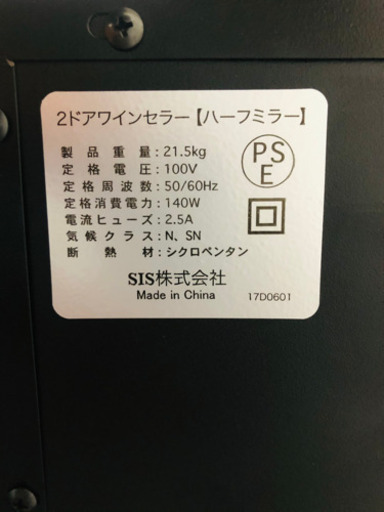 2ドアワインセラー【ハーフミラー】
製品重量:21.5kg
定格電圧:100V
定格周波数:50/60Hz
定格消費電力:140W
電流ヒューズ:2.5A
気候クラス:N、SN
断熱材:シクロペンタン
PS
E
SIS株式会社
Made in China
17D0601